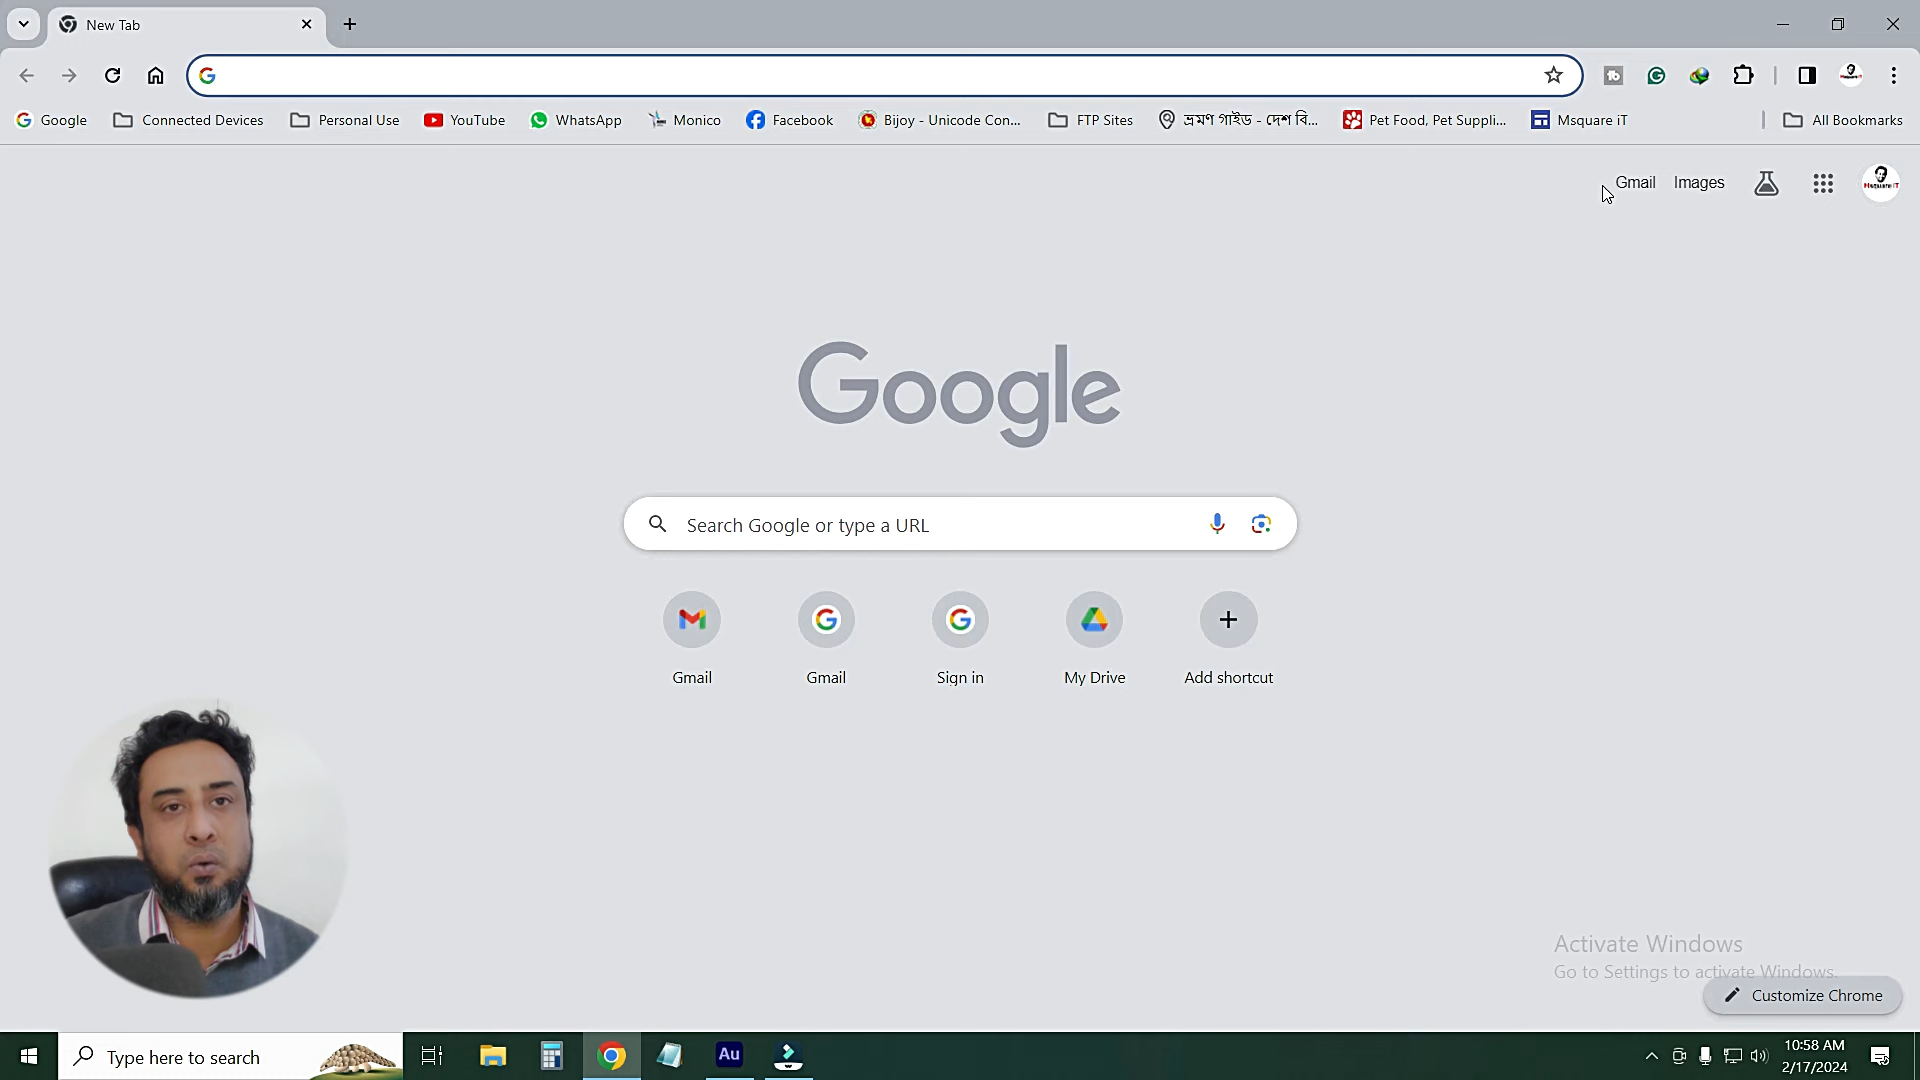 New Tab
Google
Connected Devices
Personal Use
YouTube
WhatsApp
Monico
Facebook
Bijoy - Unicode Con...
FTP Sites
ভ্রমণ গাইড - দেশ বি...
Pet Food, Pet Suppli...
Msquare iT
All Bookmarks
Gmail
Images
Msquare iT
Google
Search Google or type a URL
Gmail
Gmail
Sign in
My Drive
Add shortcut
Activate Windows
Go to Settings to activate Windows.
Customize Chrome
Type here to search
Au
10:58 AM
2/17/2024